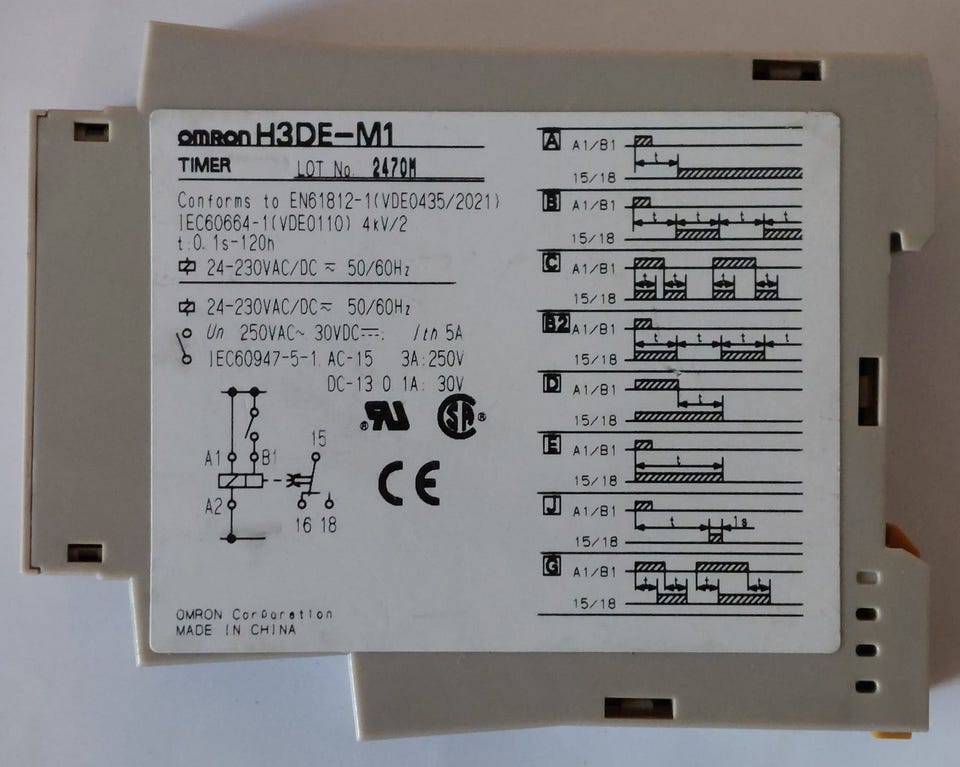 OMRON H3DE-M1
TIMER LOT No. 2470M
Conforms to EN61812-1(VDE0435/2021)
IEC60664-1(VDE0110) 4kV/2
t:0.1s-120h
24-230VAC/DC ≂ 50/60Hz
24-230VAC/DC ≂ 50/60Hz
Un 250VAC~ 30VDC⎓: Ith 5A
IEC60947-5-1 AC-15 3A:250V
DC-13 0.1A: 30V
RU ® SA ®
CE
A1 B1 15
A2
16 18
OMRON Corporation
MADE IN CHINA
A A1/B1
t
15/18
B A1/B1
t t t t
15/18
C A1/B1
t t t t
15/18
B2 A1/B1
t t t t
15/18
D A1/B1
t
15/18
E A1/B1
t
15/18
J A1/B1
t 1s
15/18
G A1/B1
t t t t
15/18